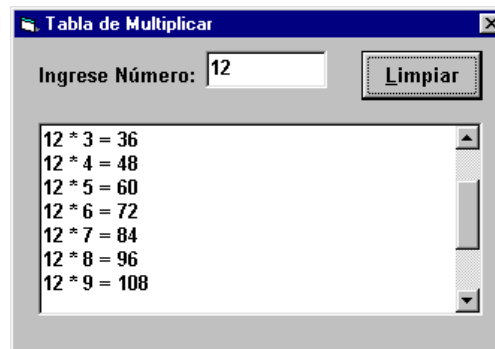 Tabla de Multiplicar
Ingrese Número: 12 Limpiar
12 * 3 = 36
12 * 4 = 48
12 * 5 = 60
12 * 6 = 72
12 * 7 = 84
12 * 8 = 96
12 * 9 = 108